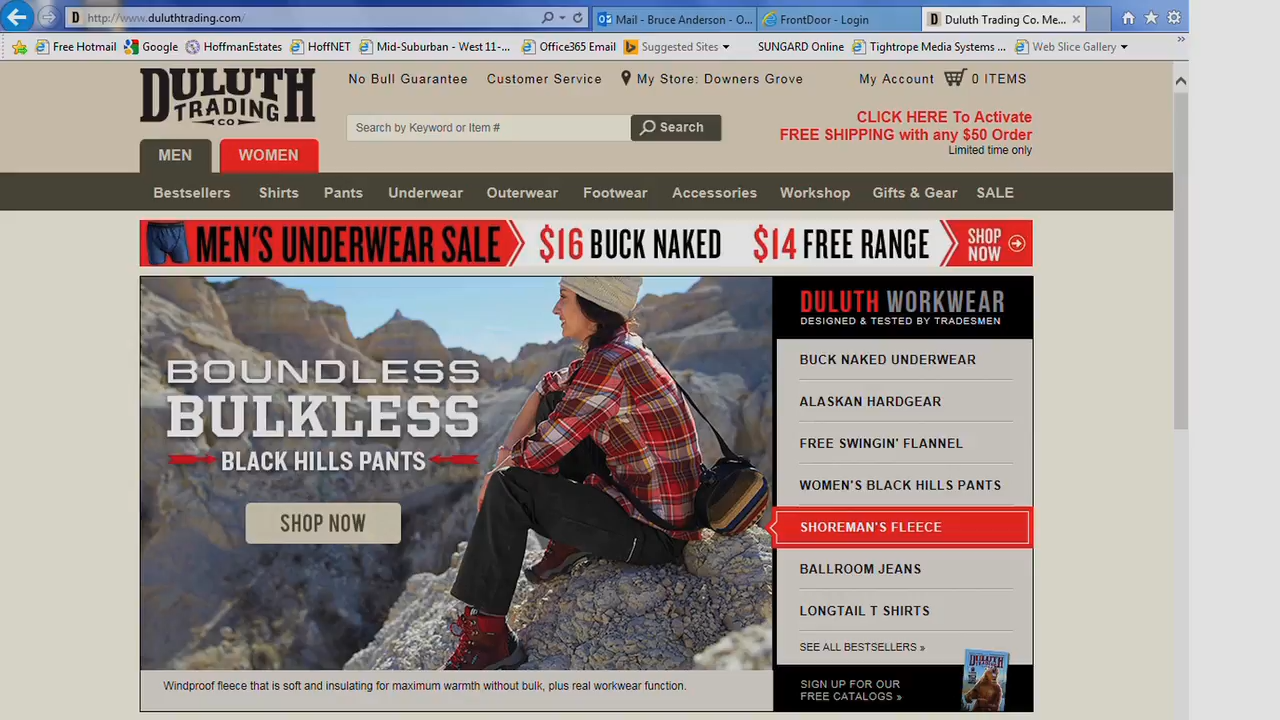 http://www.duluthtrading.com/
Mail - Bruce Anderson - O...
FrontDoor - Login
Duluth Trading Co. Me...
Free Hotmail
Google
HoffmanEstates
HoffNET
Mid-Suburban - West 11-...
Office365 Email
Suggested Sites
SUNGARD Online
Tightrope Media Systems ...
Web Slice Gallery
DULUTH
TRADING
CO
No Bull Guarantee
Customer Service
My Store: Downers Grove
My Account
0 ITEMS
Search by Keyword or Item #
Search
CLICK HERE To Activate
FREE SHIPPING with any $50 Order
Limited time only
MEN
WOMEN
Bestsellers
Shirts
Pants
Underwear
Outerwear
Footwear
Accessories
Workshop
Gifts & Gear
SALE
MEN'S UNDERWEAR SALE
$16 BUCK NAKED
$14 FREE RANGE
SHOP
NOW
BOUNDLESS
BULKLESS
BLACK HILLS PANTS
SHOP NOW
Windproof fleece that is soft and insulating for maximum warmth without bulk, plus real workwear function.
DULUTH WORKWEAR
DESIGNED & TESTED BY TRADESMEN
BUCK NAKED UNDERWEAR
ALASKAN HARDGEAR
FREE SWINGIN' FLANNEL
WOMEN'S BLACK HILLS PANTS
SHOREMAN'S FLEECE
BALLROOM JEANS
LONGTAIL T SHIRTS
SEE ALL BESTSELLERS »
SIGN UP FOR OUR
FREE CATALOGS »
DULUTH
TRADING